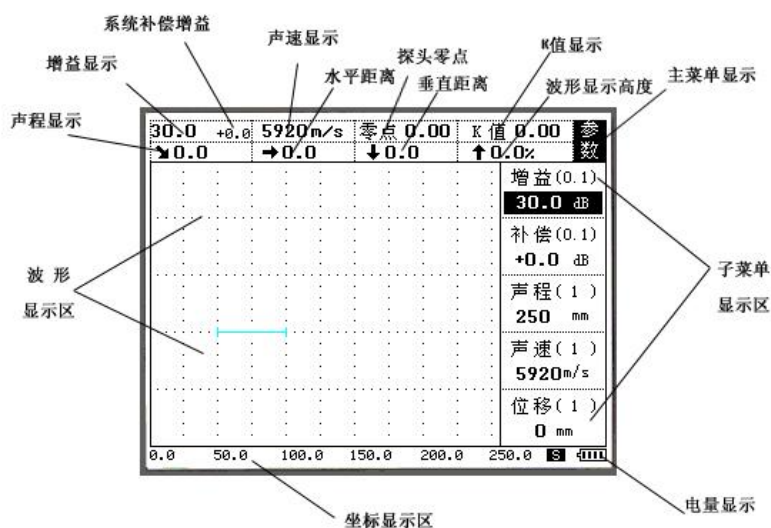 系统补偿增益
声速显示
探头零点
K值显示
增益显示
水平距离
垂直距离
波形显示高度
主菜单显示
声程显示
30.0 +0.0 5920m/s 零点 0.00 K 值 0.00 参数
↘0.0 →0.0 ↓0.0 ↑0.0%
增益(0.1)
30.0 dB
补偿(0.1)
+0.0 dB
声程( 1 )
250 mm
声速( 1 )
5920m/s
位移( 1 )
0 mm
波 形
显示区
子菜单
显示区
0.0 50.0 100.0 150.0 200.0 250.0 S
坐标显示区
电量显示